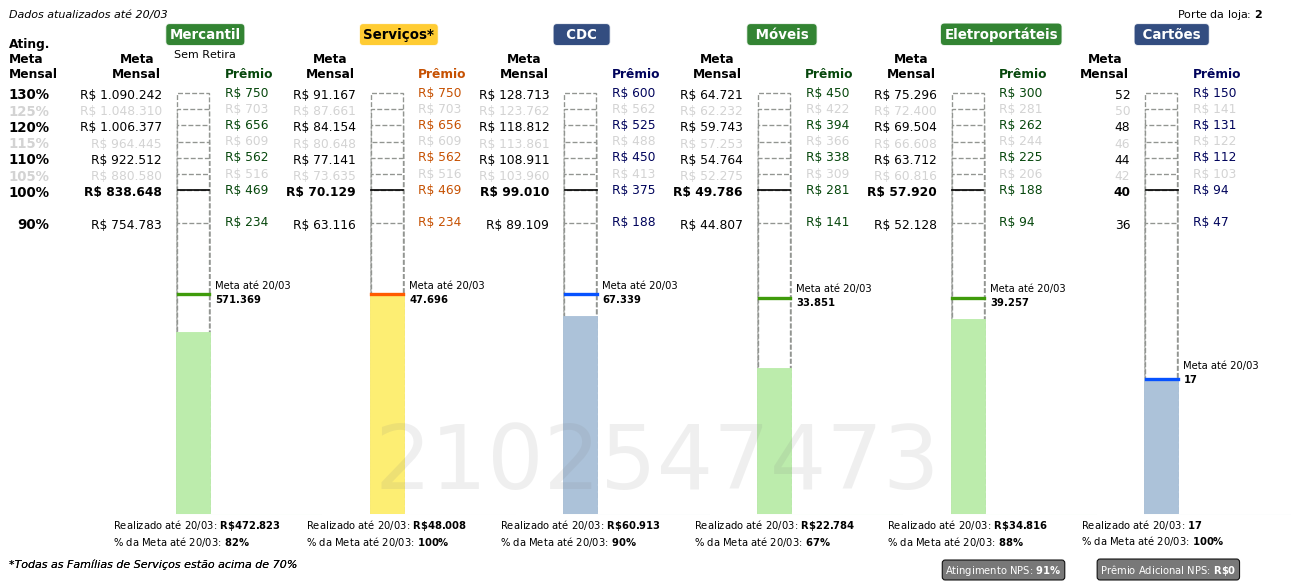 Dados atualizados até 20/03
Porte da loja: 2
Mercantil Serviços* CDC Móveis Eletroportáteis Cartões
Sem Retira
Ating. Meta Mensal
Meta Mensal Prêmio Meta Mensal Prêmio Meta Mensal Prêmio Meta Mensal Prêmio Meta Mensal Prêmio Meta Mensal Prêmio
130% R$ 1.090.242 R$ 750 R$ 91.167 R$ 750 R$ 128.713 R$ 600 R$ 64.721 R$ 450 R$ 75.296 R$ 300 52 R$ 150
125% R$ 1.048.310 R$ 703 R$ 87.661 R$ 703 R$ 123.762 R$ 562 R$ 62.232 R$ 422 R$ 72.400 R$ 281 50 R$ 141
120% R$ 1.006.377 R$ 656 R$ 84.154 R$ 656 R$ 118.812 R$ 525 R$ 59.743 R$ 394 R$ 69.504 R$ 262 48 R$ 131
115% R$ 964.445 R$ 609 R$ 80.648 R$ 609 R$ 113.861 R$ 488 R$ 57.253 R$ 366 R$ 66.608 R$ 244 46 R$ 122
110% R$ 922.512 R$ 562 R$ 77.141 R$ 562 R$ 108.911 R$ 450 R$ 54.764 R$ 338 R$ 63.712 R$ 225 44 R$ 112
105% R$ 880.580 R$ 516 R$ 73.635 R$ 516 R$ 103.960 R$ 413 R$ 52.275 R$ 309 R$ 60.816 R$ 206 42 R$ 103
100% R$ 838.648 R$ 469 R$ 70.129 R$ 469 R$ 99.010 R$ 375 R$ 49.786 R$ 281 R$ 57.920 R$ 188 40 R$ 94
90% R$ 754.783 R$ 234 R$ 63.116 R$ 234 R$ 89.109 R$ 188 R$ 44.807 R$ 141 R$ 52.128 R$ 94 36 R$ 47
Meta até 20/03 Meta até 20/03 Meta até 20/03 Meta até 20/03 Meta até 20/03
571.369 47.696 67.339 33.851 39.257
Meta até 20/03
17
2102547473
Realizado até 20/03: R$472.823 Realizado até 20/03: R$48.008 Realizado até 20/03: R$60.913 Realizado até 20/03: R$22.784 Realizado até 20/03: R$34.816 Realizado até 20/03: 17
% da Meta até 20/03: 82% % da Meta até 20/03: 100% % da Meta até 20/03: 90% % da Meta até 20/03: 67% % da Meta até 20/03: 88% % da Meta até 20/03: 100%
*Todas as Famílias de Serviços estão acima de 70%
Atingimento NPS: 91% Prêmio Adicional NPS: R$0